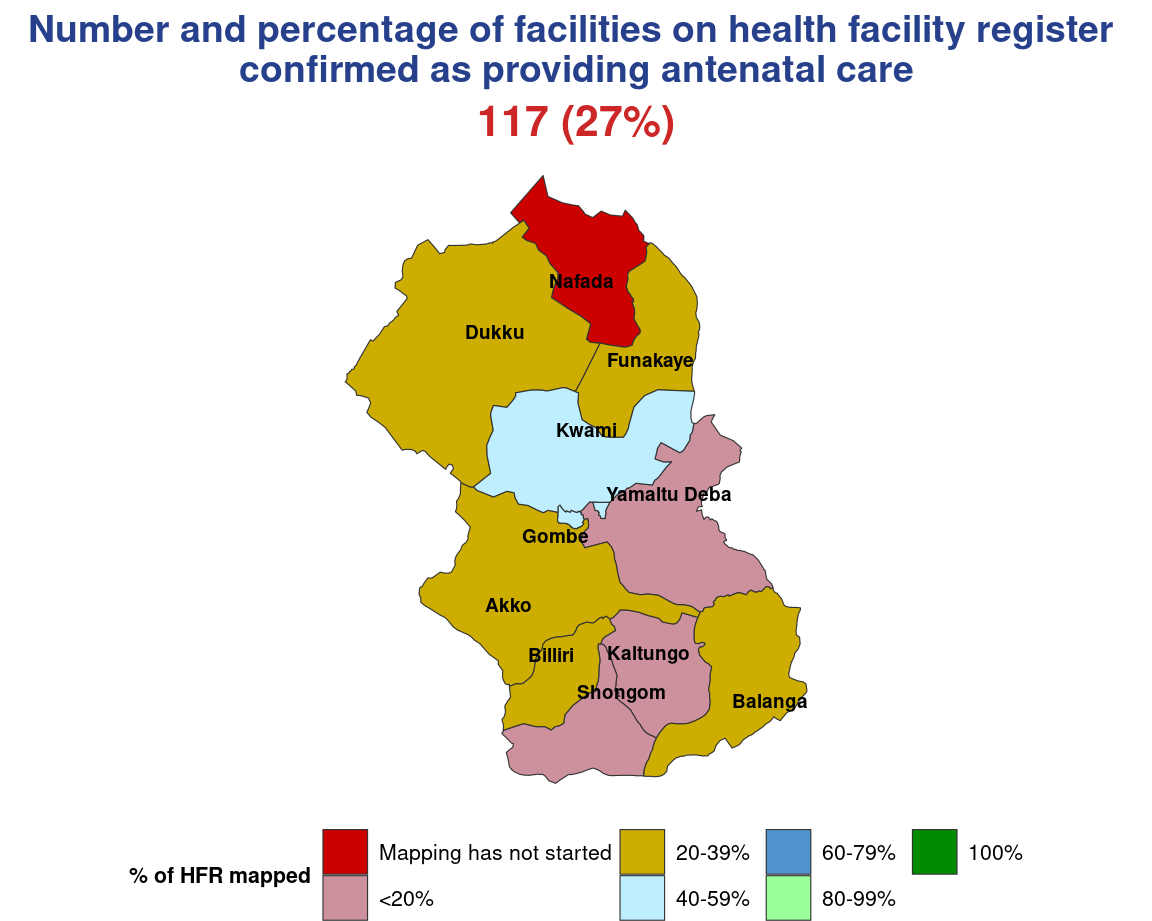 Number and percentage of facilities on health facility register
confirmed as providing antenatal care
117 (27%)
Nafada
Dukku
Funakaye
Kwami
Yamaltu Deba
Gombe
Akko
Billiri
Kaltungo
Shongom
Balanga
% of HFR mapped
Mapping has not started
<20%
20-39%
40-59%
60-79%
80-99%
100%